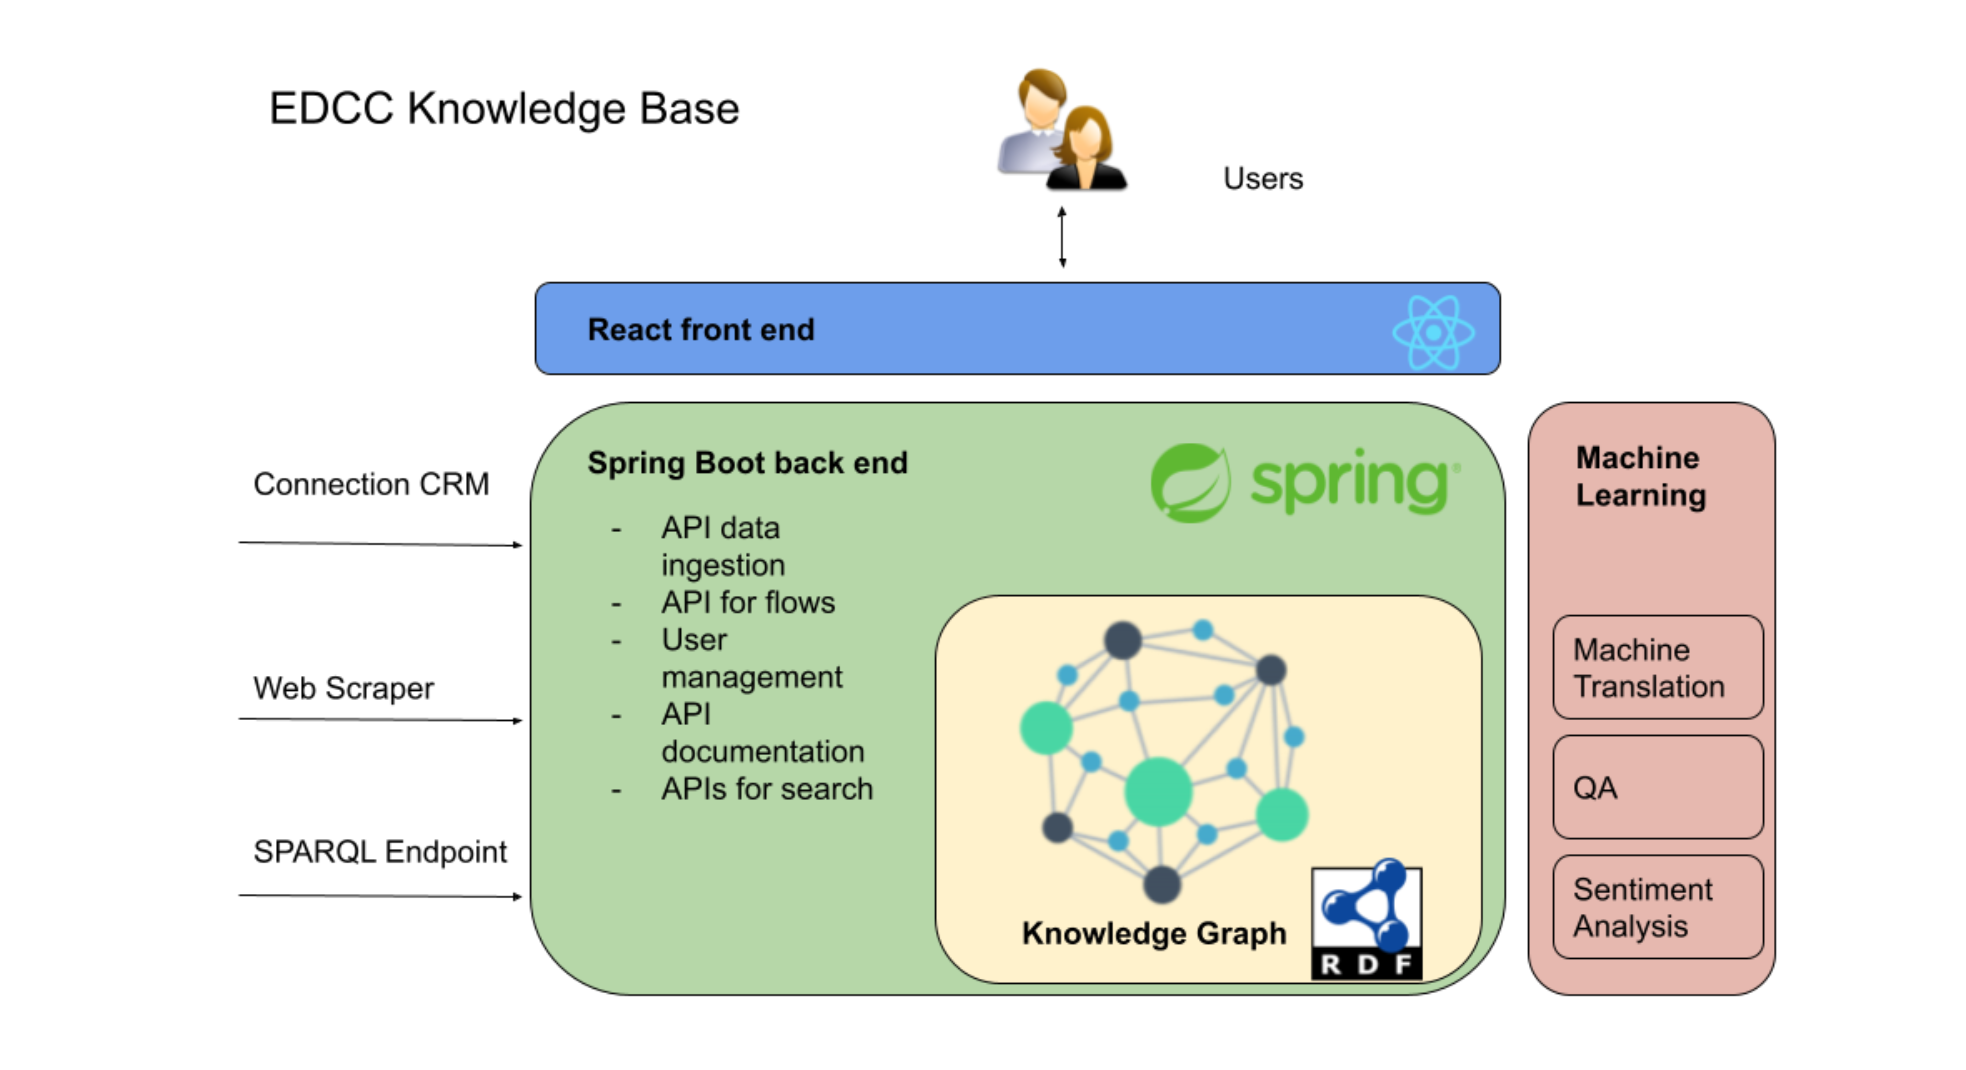 EDCC Knowledge Base
Users
React front end
Connection CRM
Web Scraper
SPARQL Endpoint
Spring Boot back end
spring
- API data
ingestion
- API for flows
- User
management
- API
documentation
- APIs for search
Knowledge Graph
RDF
Machine
Learning
Machine
Translation
QA
Sentiment
Analysis